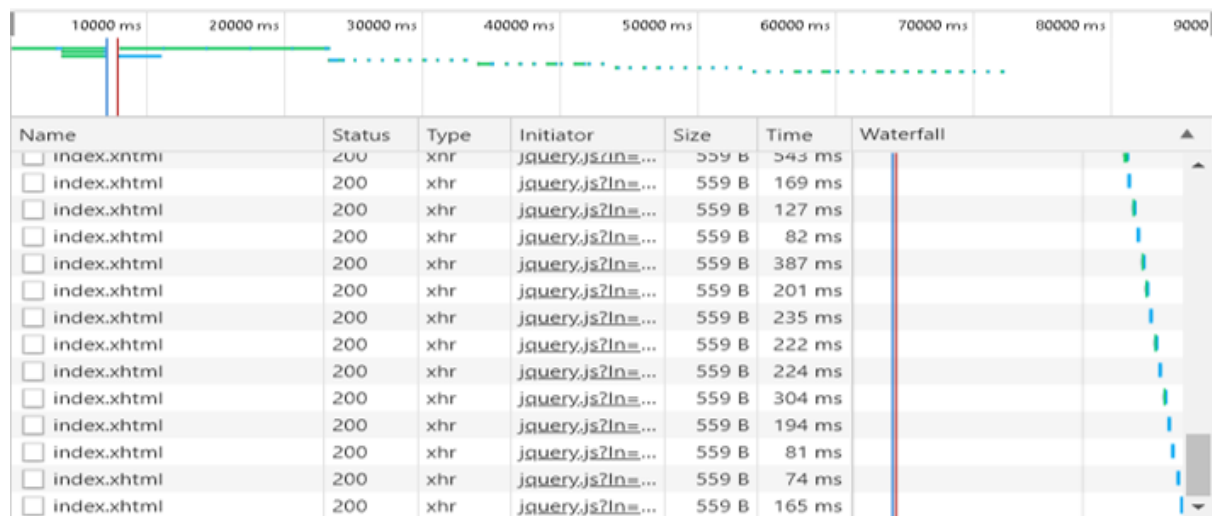 10000 ms 20000 ms 30000 ms 40000 ms 50000 ms 60000 ms 70000 ms 80000 ms 9000
Name Status Type Initiator Size Time Waterfall
index.xhtml 200 xhr jquery.js?ln=... 559 B 543 ms
index.xhtml 200 xhr jquery.js?ln=... 559 B 169 ms
index.xhtml 200 xhr jquery.js?ln=... 559 B 127 ms
index.xhtml 200 xhr jquery.js?ln=... 559 B 82 ms
index.xhtml 200 xhr jquery.js?ln=... 559 B 387 ms
index.xhtml 200 xhr jquery.js?ln=... 559 B 201 ms
index.xhtml 200 xhr jquery.js?ln=... 559 B 235 ms
index.xhtml 200 xhr jquery.js?ln=... 559 B 222 ms
index.xhtml 200 xhr jquery.js?ln=... 559 B 224 ms
index.xhtml 200 xhr jquery.js?ln=... 559 B 304 ms
index.xhtml 200 xhr jquery.js?ln=... 559 B 194 ms
index.xhtml 200 xhr jquery.js?ln=... 559 B 81 ms
index.xhtml 200 xhr jquery.js?ln=... 559 B 74 ms
index.xhtml 200 xhr jquery.js?ln=... 559 B 165 ms